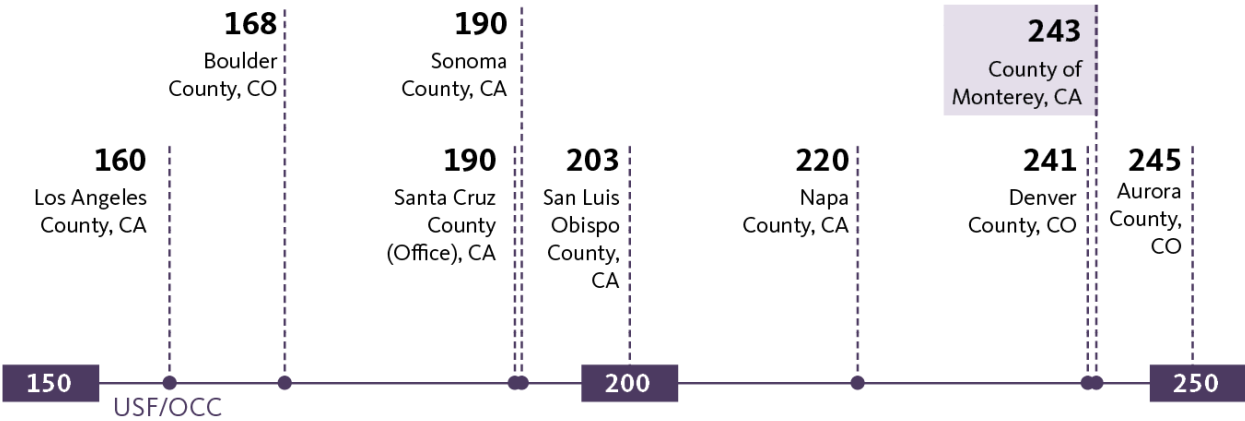 168
Boulder
County, CO
190
Sonoma
County, CA
243
County of
Monterey, CA
160
Los Angeles
County, CA
190
Santa Cruz
County
(Office), CA
203
San Luis
Obispo
County,
CA
220
Napa
County, CA
241
Denver
County, CO
245
Aurora
County,
CO
150
200
250
USF/OCC